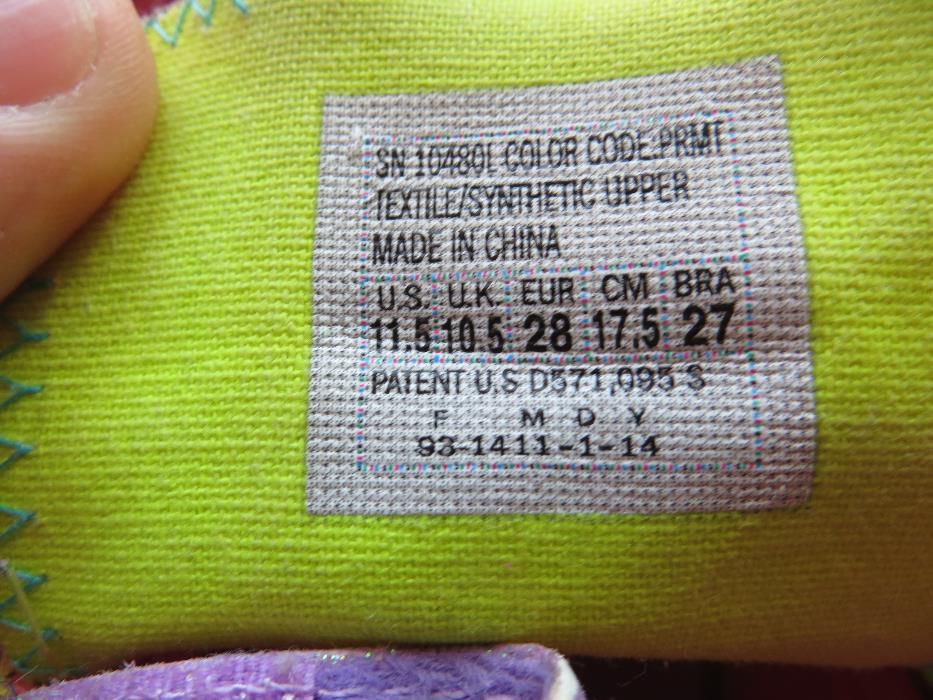 SN 10480L COLOR CODE:PRMT
TEXTILE/SYNTHETIC UPPER
MADE IN CHINA
U.S. U.K. EUR CM BRA
11.5 10.5 28 17.5 27
PATENT U.S D571,095 S
F M D Y
93-1411-1-14